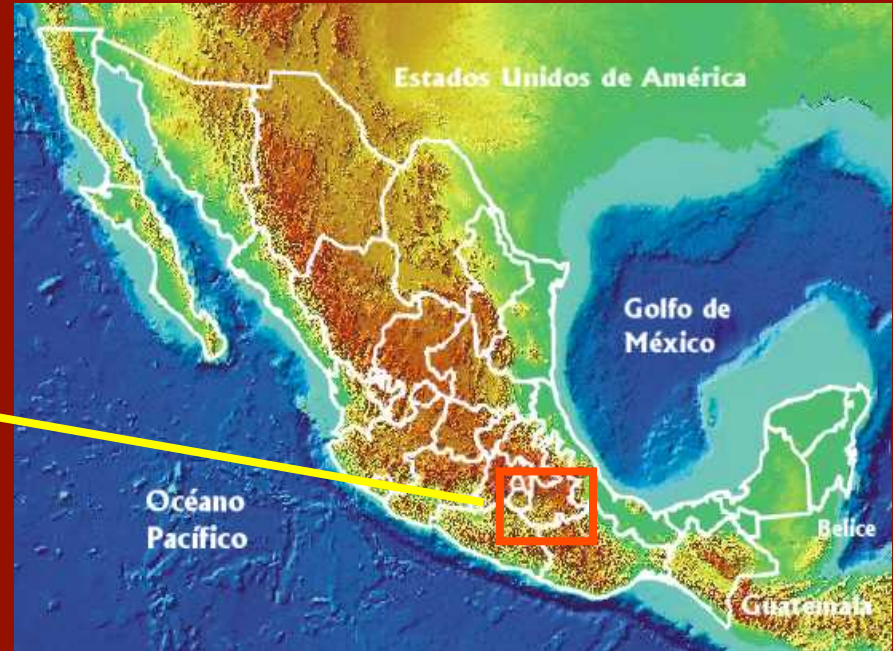 Estados Unidos de América
Golfo de
México
Océano
Pacífico
Belice
Guatemala